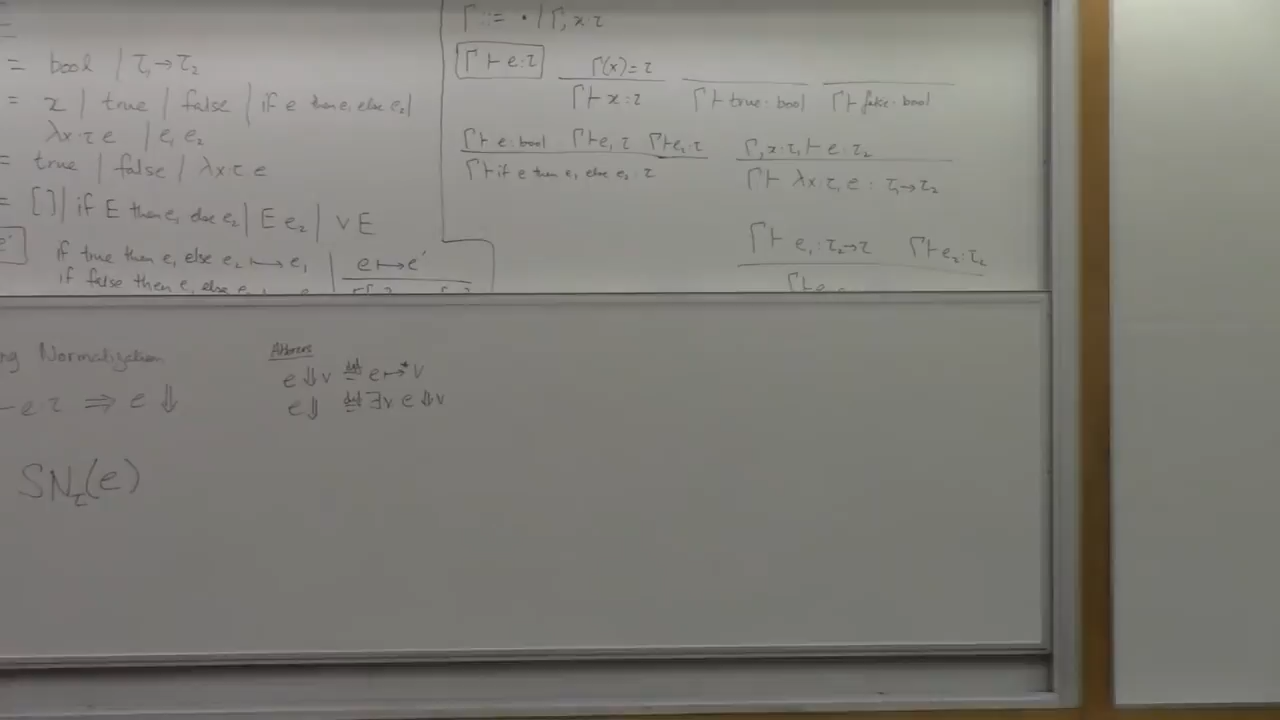 = bool | τ₁→τ₂
= x | true | false | if e then e₁ else e₂ |
λx:τ.e | e₁ e₂
= true | false | λx:τ.e
= [] | if E then e₁ else e₂ | E e₂ | v E
e'
if true then e₁ else e₂ ⟼ e₁
if false then e₁ else e₂
e⟼e'
Γ ::= • | Γ, x:τ
Γ ⊢ e:τ
Γ(x)=τ
Γ⊢ x:τ
Γ⊢ true:bool
Γ⊢ false:bool
Γ⊢ e:bool Γ⊢e₁:τ Γ⊢e₂:τ
Γ⊢ if e then e₁ else e₂:τ
Γ,x:τ₁ ⊢ e:τ₂
Γ⊢ λx:τ₁.e : τ₁→τ₂
Γ⊢ e₁:τ₂→τ Γ⊢e₂:τ₂
Γ⊢e
ng Normalization
⊢e:τ ⇒ e ⇓
SN_τ(e)
e⇓v ≝ e⟼*v
e⇓ ≝ ∃v. e⇓v